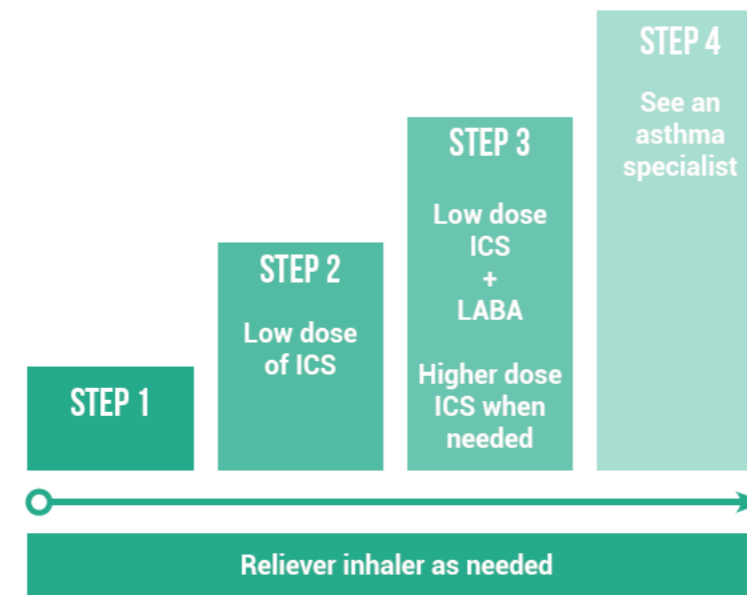 STEP 1
STEP 2
Low dose
of ICS
STEP 3
Low dose
ICS
+
LABA
Higher dose
ICS when
needed
STEP 4
See an
asthma
specialist
Reliever inhaler as needed